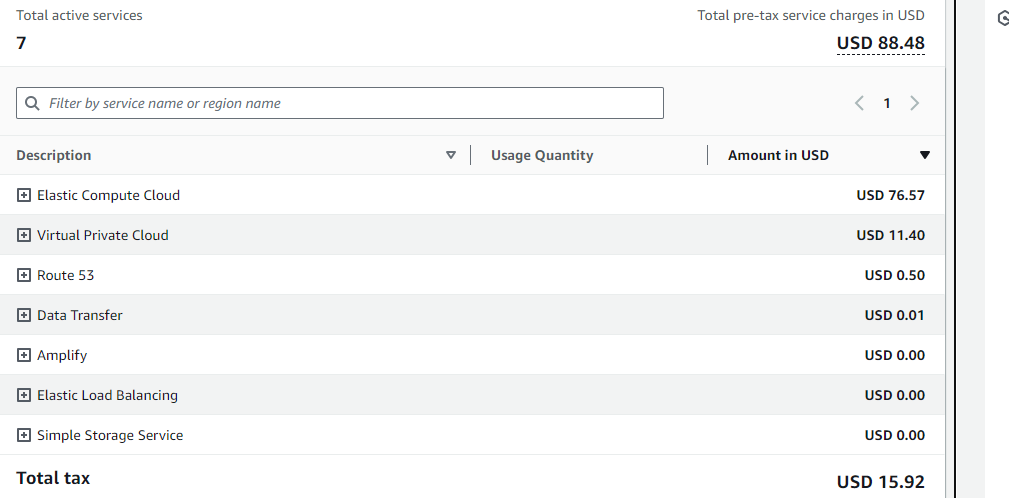 Total active services Total pre-tax service charges in USD
7 USD 88.48
Filter by service name or region name 1
Description Usage Quantity Amount in USD
Elastic Compute Cloud USD 76.57
Virtual Private Cloud USD 11.40
Route 53 USD 0.50
Data Transfer USD 0.01
Amplify USD 0.00
Elastic Load Balancing USD 0.00
Simple Storage Service USD 0.00
Total tax USD 15.92